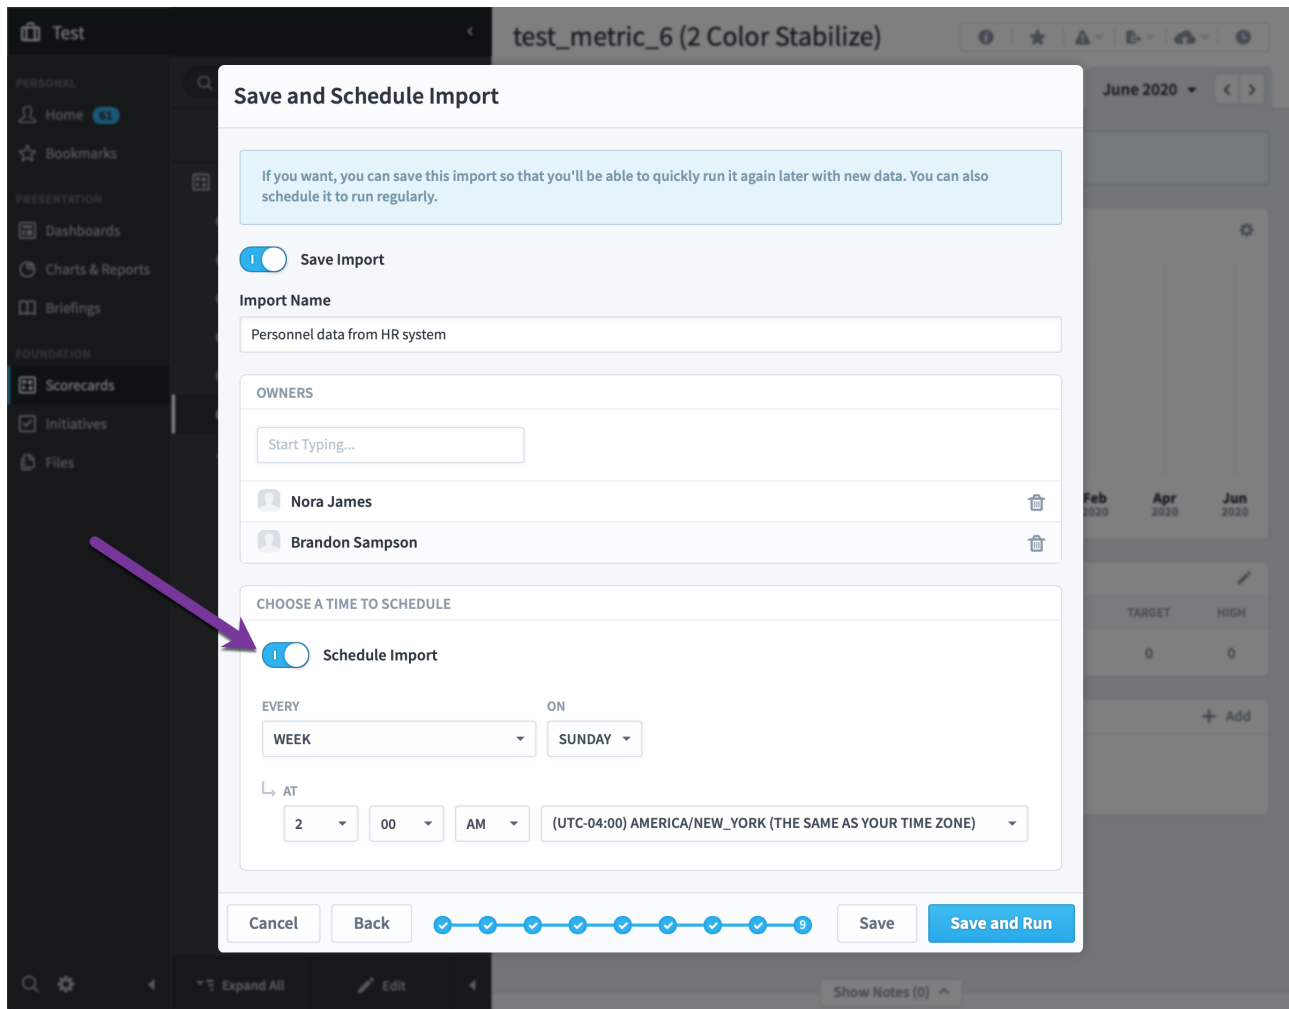 Test
test_metric_6 (2 Color Stabilize)
PERSONAL
Home 61
Bookmarks
PRESENTATION
Dashboards
Charts & Reports
Briefings
FOUNDATION
Scorecards
Initiatives
Files
Expand All
Edit
Save and Schedule Import
If you want, you can save this import so that you'll be able to quickly run it again later with new data. You can also
schedule it to run regularly.
Save Import
Import Name
Personnel data from HR system
OWNERS
Start Typing...
Nora James
Brandon Sampson
CHOOSE A TIME TO SCHEDULE
Schedule Import
EVERY ON
WEEK SUNDAY
AT
2 00 AM (UTC-04:00) AMERICA/NEW_YORK (THE SAME AS YOUR TIME ZONE)
Cancel Back 9 Save Save and Run
June 2020
Feb Apr Jun
2020 2020 2020
TARGET HIGH
0 0
Add
Show Notes (0)